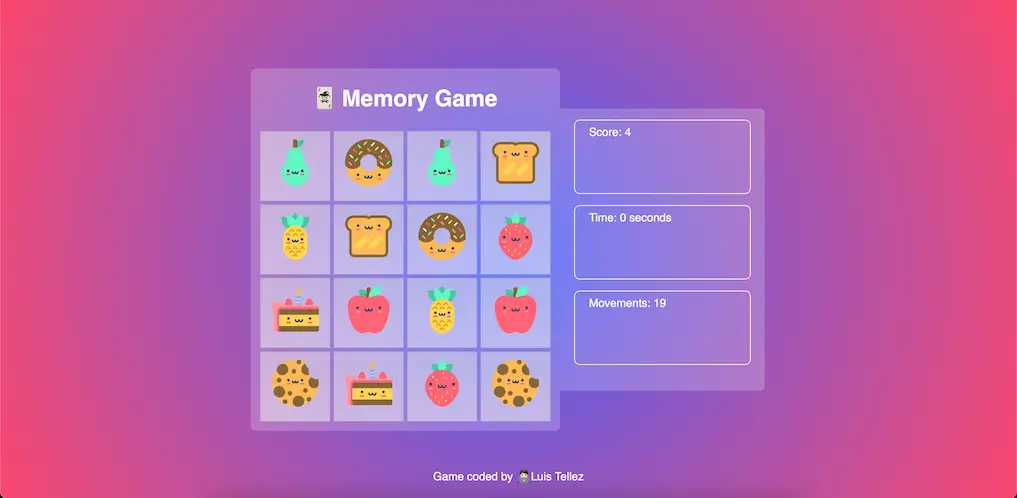 Memory Game
Score: 4
Time: 0 seconds
Movements: 19
Game coded by Luis Tellez